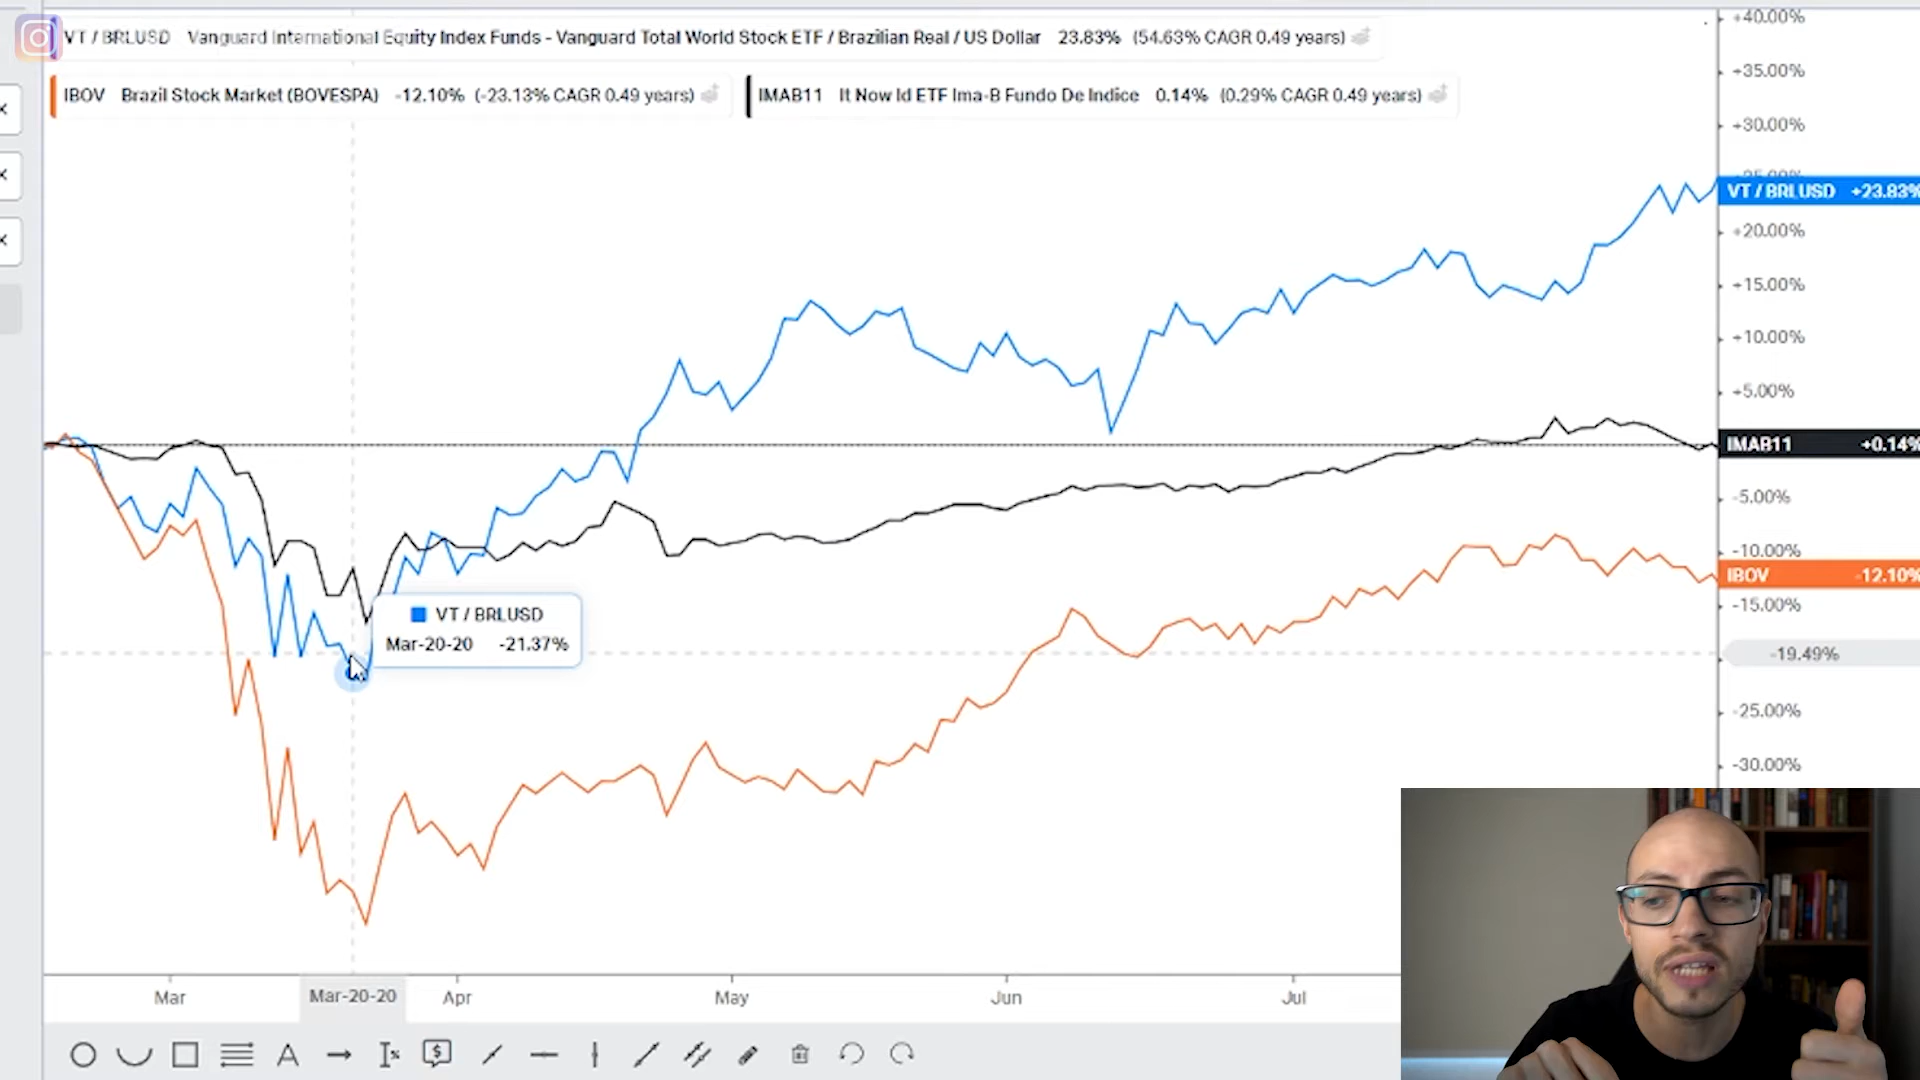 VT / BRLUSD Vanguard International Equity Index Funds - Vanguard Total World Stock ETF / Brazilian Real / US Dollar 23.83% (54.63% CAGR 0.49 years)
IBOV Brazil Stock Market (BOVESPA) -12.10% (-23.13% CAGR 0.49 years)
IMAB11 It Now Id ETF Ima-B Fundo De Indice 0.14% (0.29% CAGR 0.49 years)
+40.00%
+35.00%
+30.00%
VT / BRLUSD +23.83%
+20.00%
+15.00%
+10.00%
+5.00%
IMAB11 +0.14%
-5.00%
-10.00%
IBOV -12.10%
-15.00%
-19.49%
-25.00%
-30.00%
VT / BRLUSD
Mar-20-20 -21.37%
Mar
Mar-20-20
Apr
May
Jun
Jul